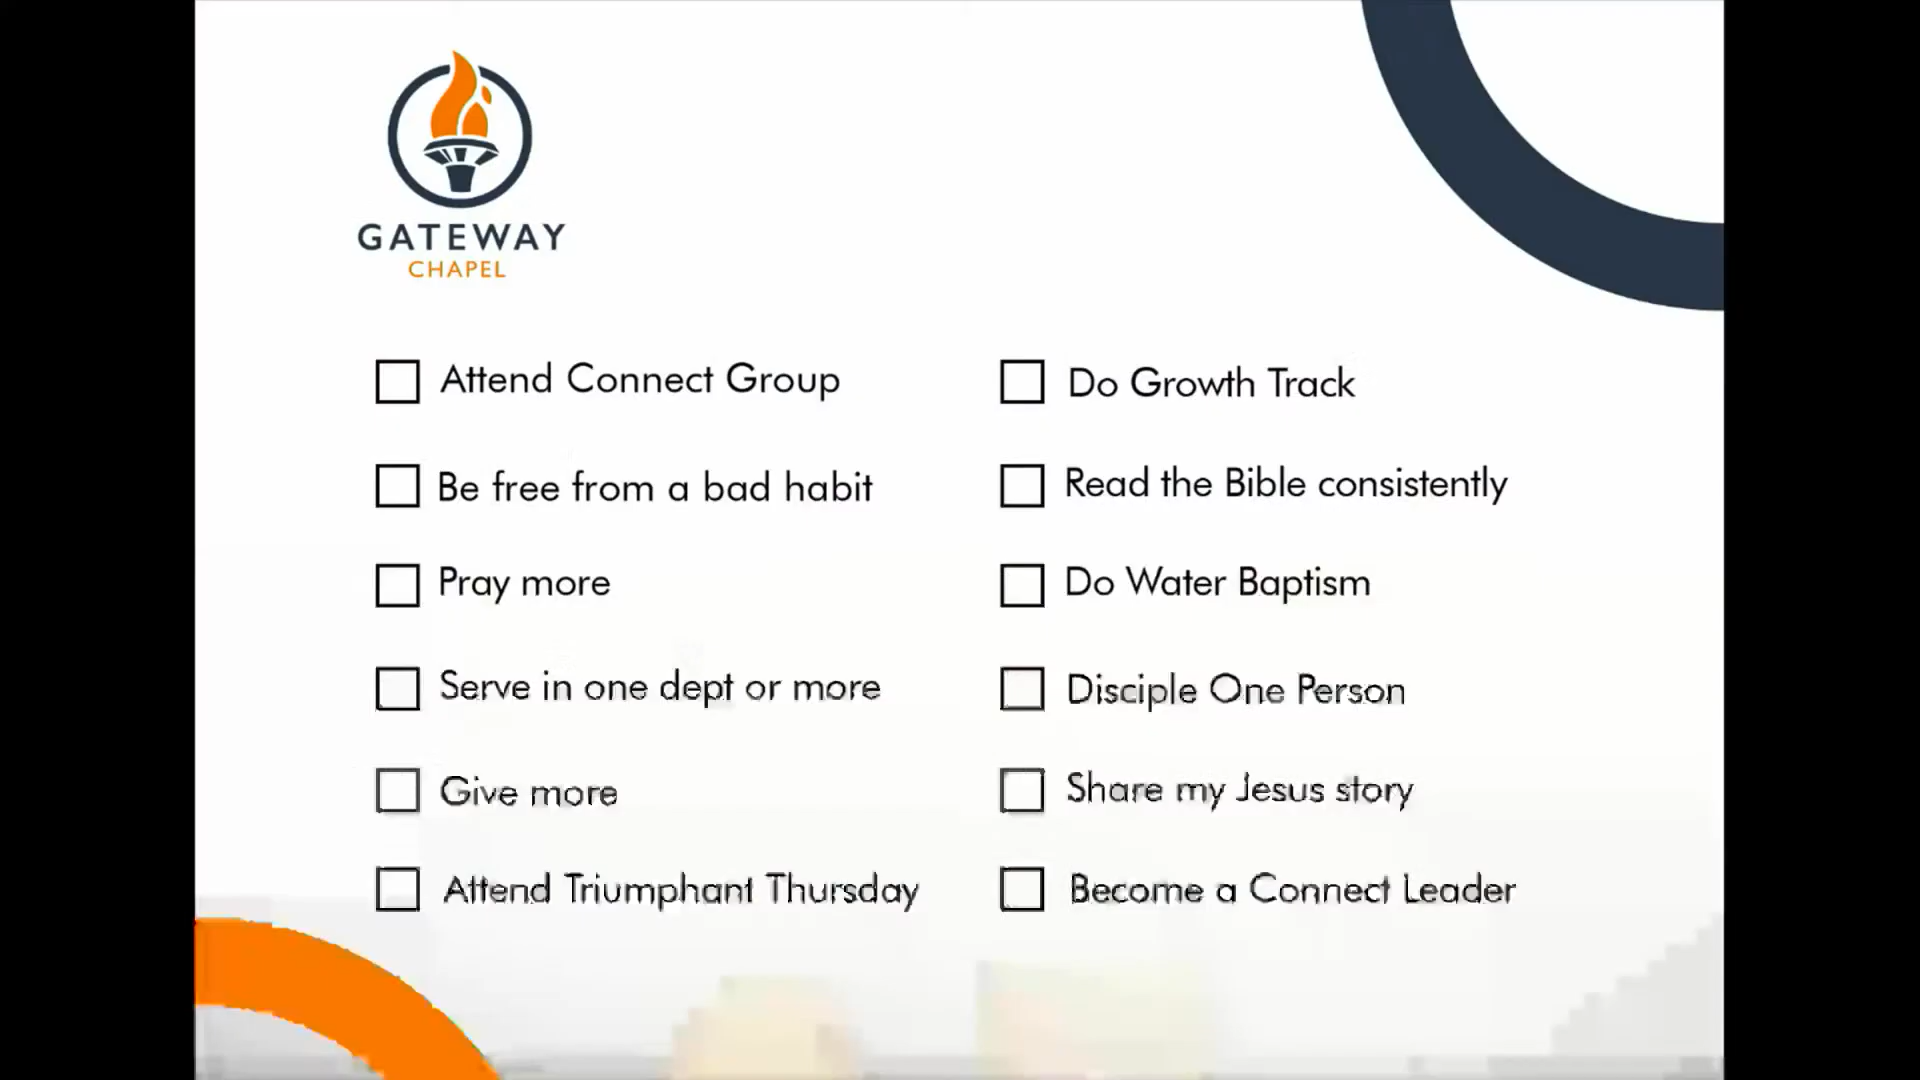 GATEWAY
CHAPEL
Attend Connect Group
Be free from a bad habit
Pray more
Serve in one dept or more
Give more
Attend Triumphant Thursday
Do Growth Track
Read the Bible consistently
Do Water Baptism
Disciple One Person
Share my Jesus story
Become a Connect Leader